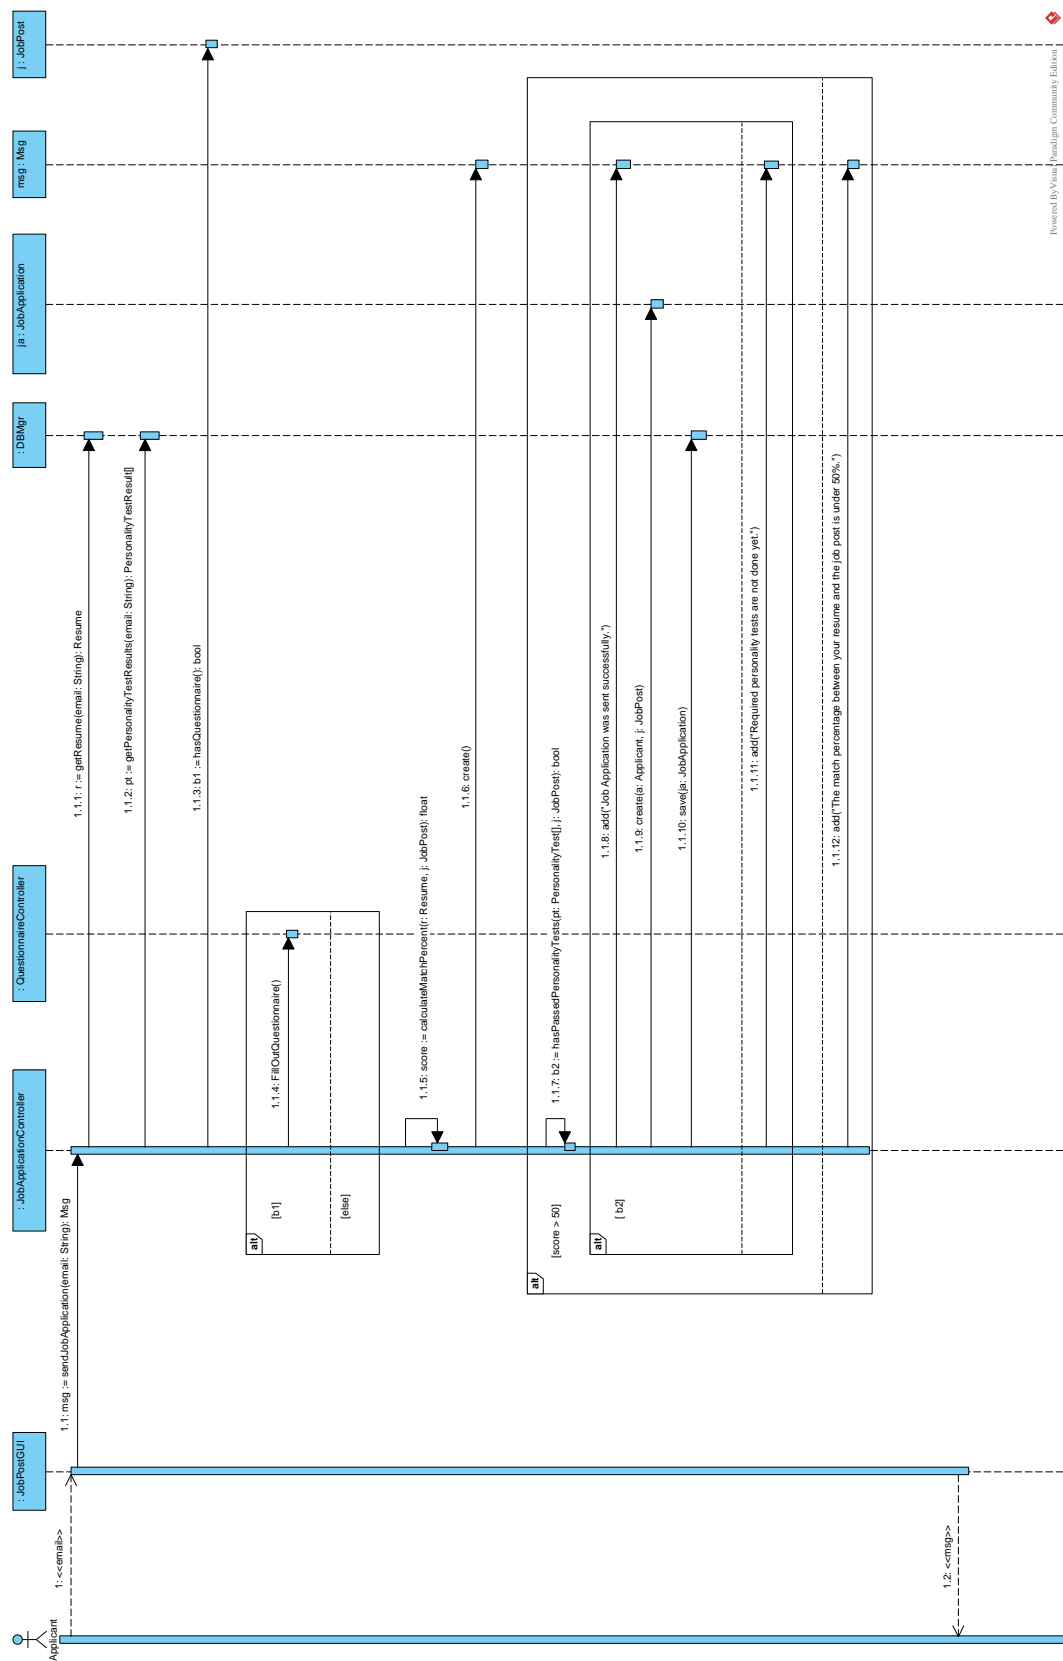 Applicant
: JobPostGUI
: JobApplicationController
: QuestionnaireController
: DBMgr
ja : JobApplication
msg : Msg
j : JobPost
1: <<email>>
1.1: msg := sendJobApplication(email: String): Msg
1.1.1: r := getResume(email: String): Resume
1.1.2: pt := getPersonalityTestResults(email: String): PersonalityTestResult[]
1.1.3: b1 := hasQuestionnaire(): bool
alt
[b1]
1.1.4: FillOutQuestionnaire()
[else]
1.1.5: score := calculateMatchPercent(r: Resume, j: JobPost): float
1.1.6: create()
alt
[score > 50]
1.1.7: b2 := hasPassedPersonalityTests(pt: PersonalityTest[], j: JobPost): bool
alt
[ b2]
1.1.8: add("Job Application was sent successfully.")
1.1.9: create(a: Applicant, j: JobPost)
1.1.10: save(ja: JobApplication)
1.1.11: add("Required personality tests are not done yet.")
1.1.12: add("The match percentage between your resume and the job post is under 50%.")
1.2: <<msg>>
Powered By Visual Paradigm Community Edition